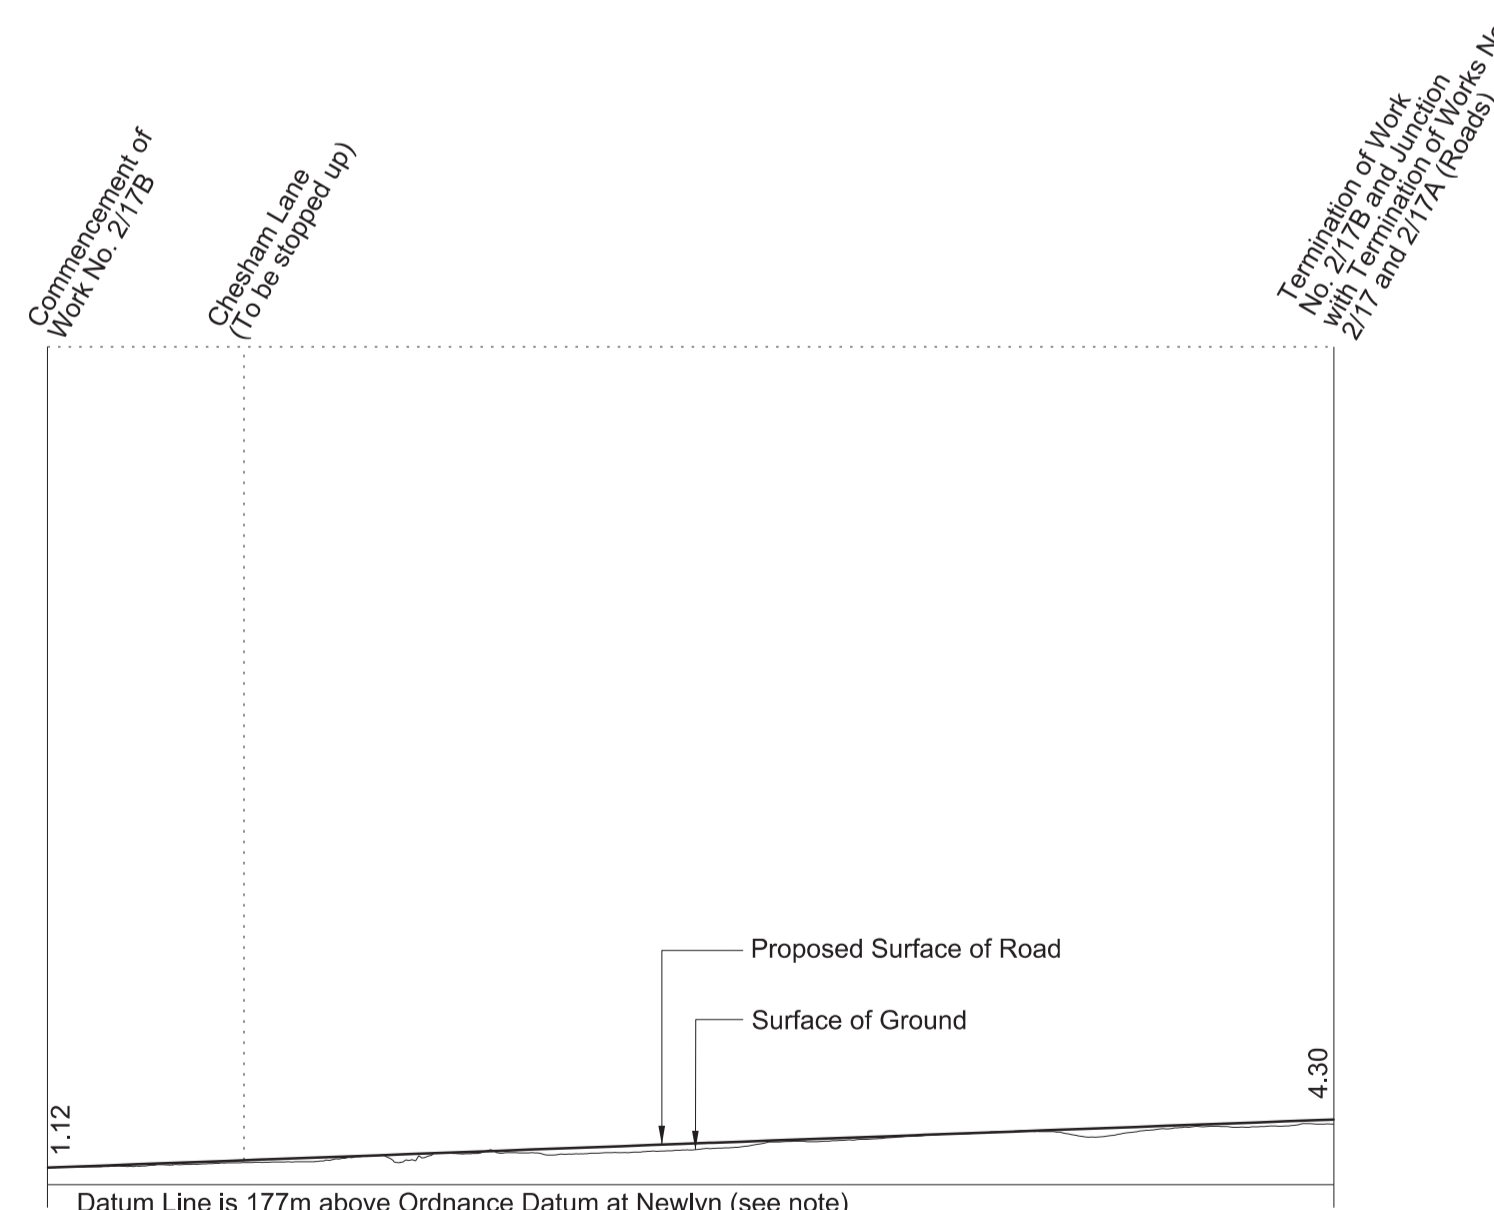 Commencement of
Work No. 2/17B
Chesham Lane
(To be stopped up)
Termination of Work
No. 2/17B and Junction
with Termination of Works
2/17 and 2/17A (Roads)
Proposed Surface of Road
Surface of Ground
1.12
4.30
Datum Line is 177m above Ordnance Datum at Newlyn (see note)